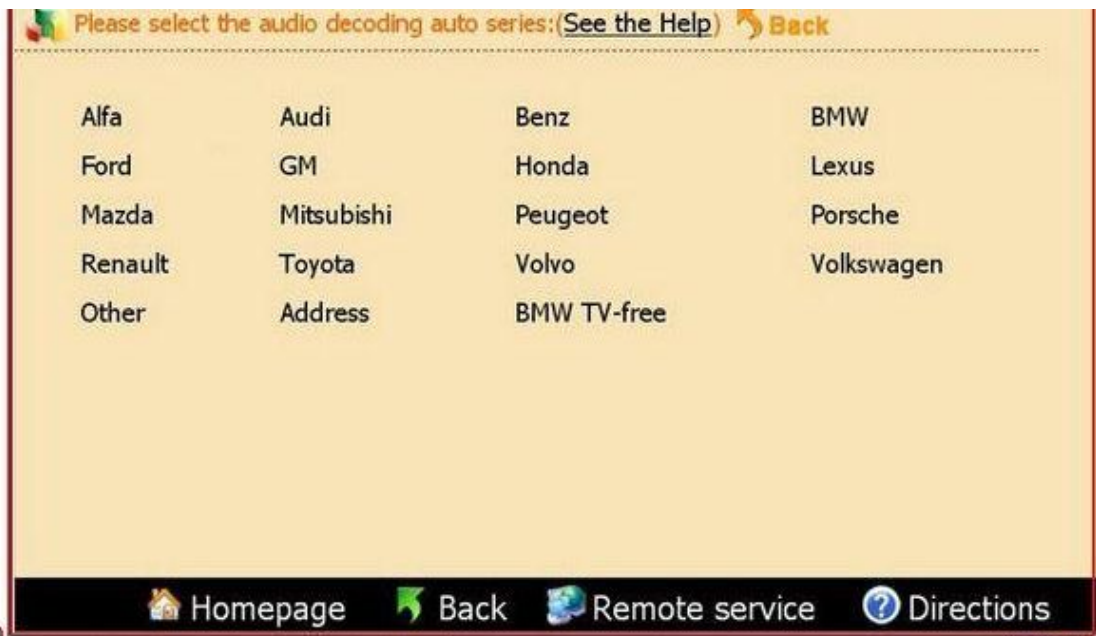 Please select the audio decoding auto series:(See the Help) Back
Alfa Audi Benz BMW
Ford GM Honda Lexus
Mazda Mitsubishi Peugeot Porsche
Renault Toyota Volvo Volkswagen
Other Address BMW TV-free
Homepage Back Remote service Directions